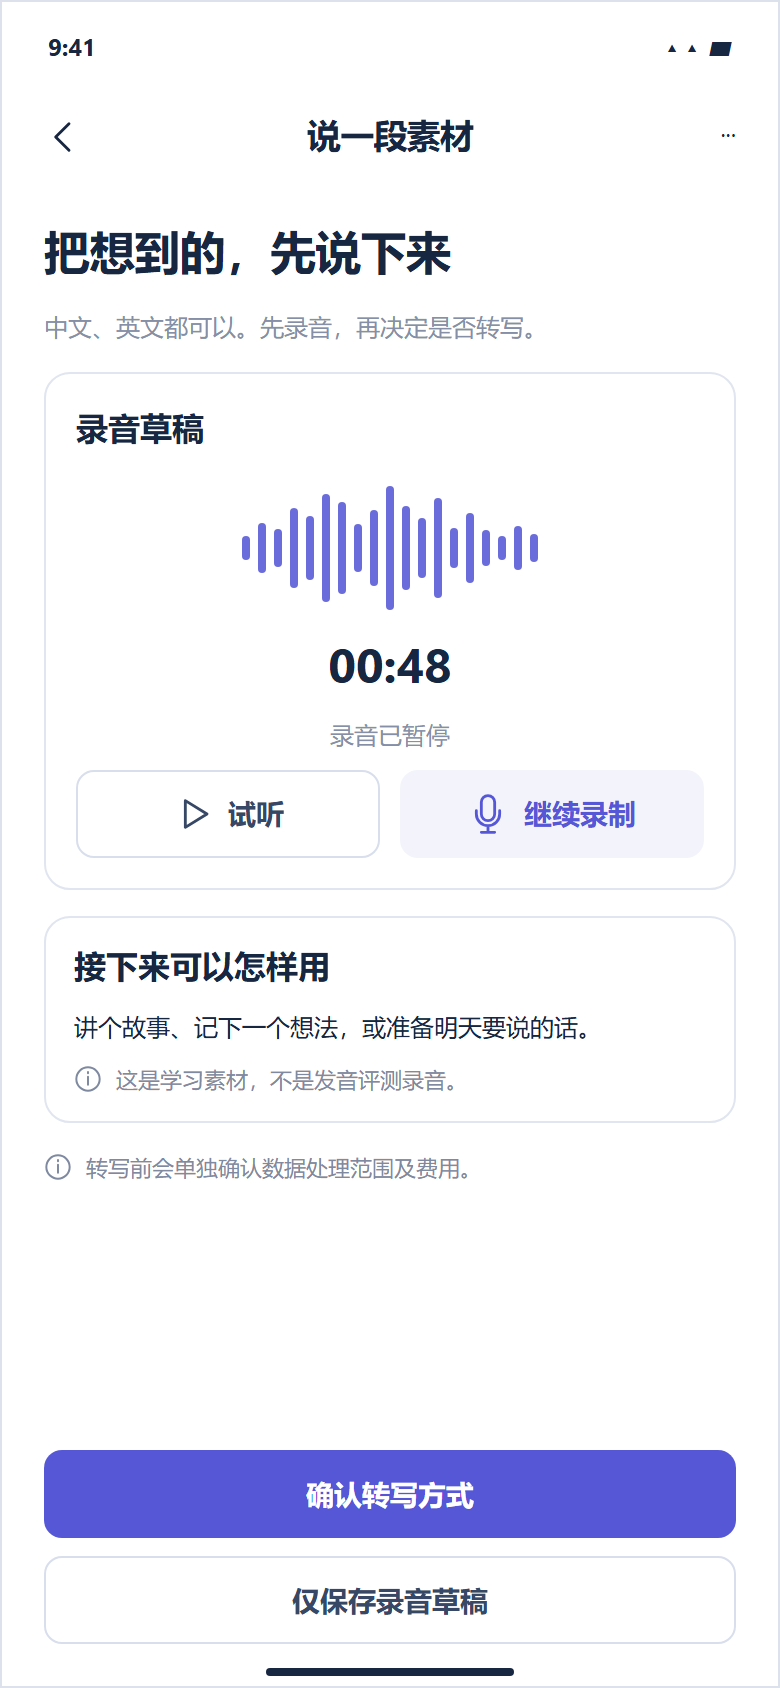 9:41
说一段素材
...
把想到的，先说下来
中文、英文都可以。先录音，再决定是否转写。
录音草稿
00:48
录音已暂停
试听
继续录制
接下来可以怎样用
讲个故事、记下一个想法，或准备明天要说的话。
这是学习素材，不是发音评测录音。
转写前会单独确认数据处理范围及费用。
确认转写方式
仅保存录音草稿